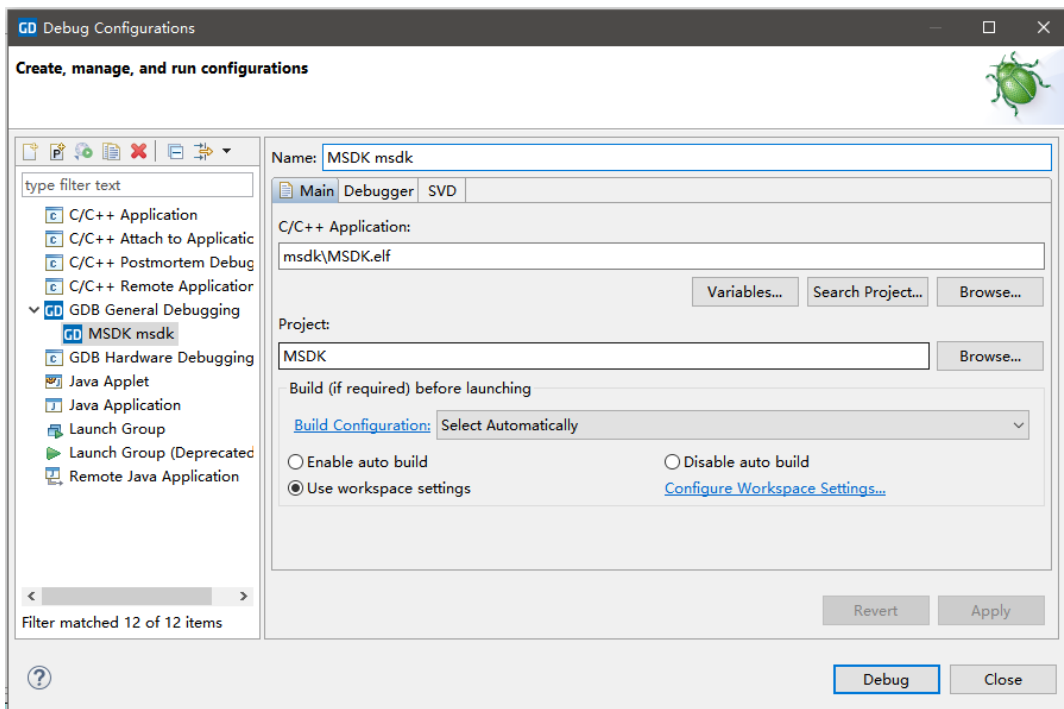 GD Debug Configurations
Create, manage, and run configurations
type filter text
C/C++ Application
C/C++ Attach to Applicatic
C/C++ Postmortem Debug
C/C++ Remote Application
GD GDB General Debugging
GD MSDK msdk
GDB Hardware Debugging
Java Applet
Java Application
Launch Group
Launch Group (Deprecated
Remote Java Application
Filter matched 12 of 12 items
Name: MSDK msdk
Main Debugger SVD
C/C++ Application:
msdk\MSDK.elf
Variables... Search Project... Browse...
Project:
MSDK Browse...
Build (if required) before launching
Build Configuration: Select Automatically
Enable auto build Disable auto build
Use workspace settings Configure Workspace Settings...
Revert Apply
Debug Close